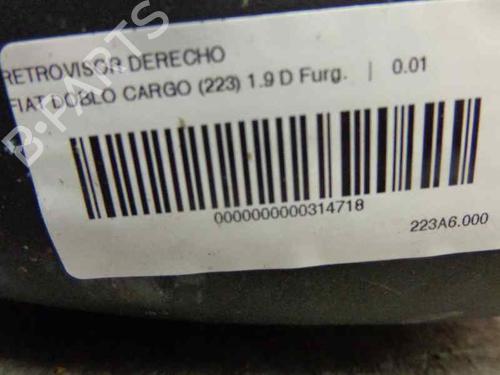 RETROVISOR DERECHO
FIAT DOBLO CARGO (223) 1.9 D Furg. | 0.01
0000000000314718
223A6.000
B-PARTS